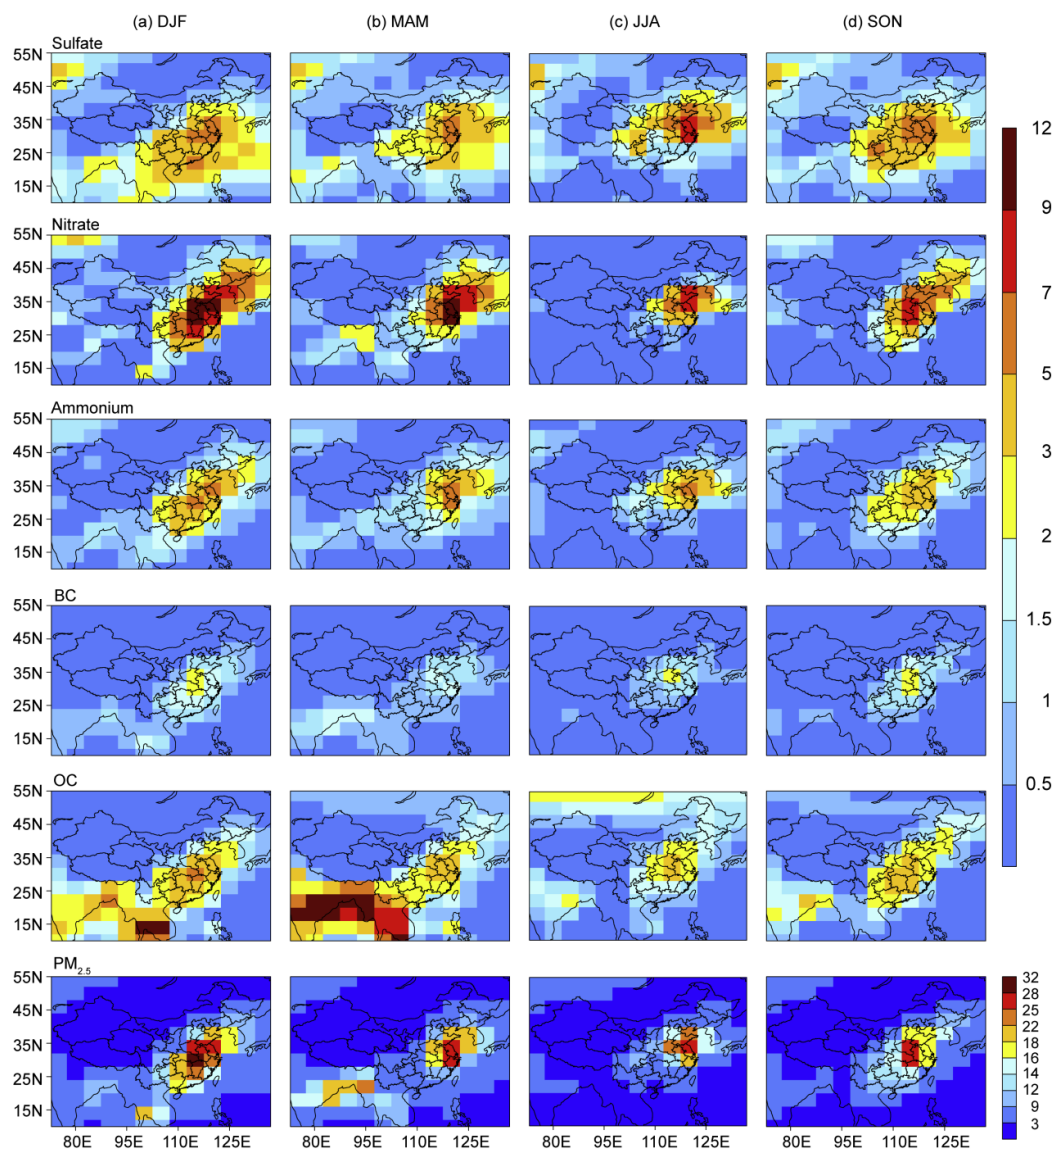 (a) DJF (b) MAM (c) JJA (d) SON
Sulfate
55N
45N
35N
25N
15N
Nitrate
55N
45N
35N
25N
15N
Ammonium
55N
45N
35N
25N
15N
BC
55N
45N
35N
25N
15N
OC
55N
45N
35N
25N
15N
PM2.5
55N
45N
35N
25N
15N
80E 95E 110E 125E 80E 95E 110E 125E 80E 95E 110E 125E 80E 95E 110E 125E
12
9
7
5
3
2
1.5
1
0.5
32
28
25
22
18
16
14
12
9
3